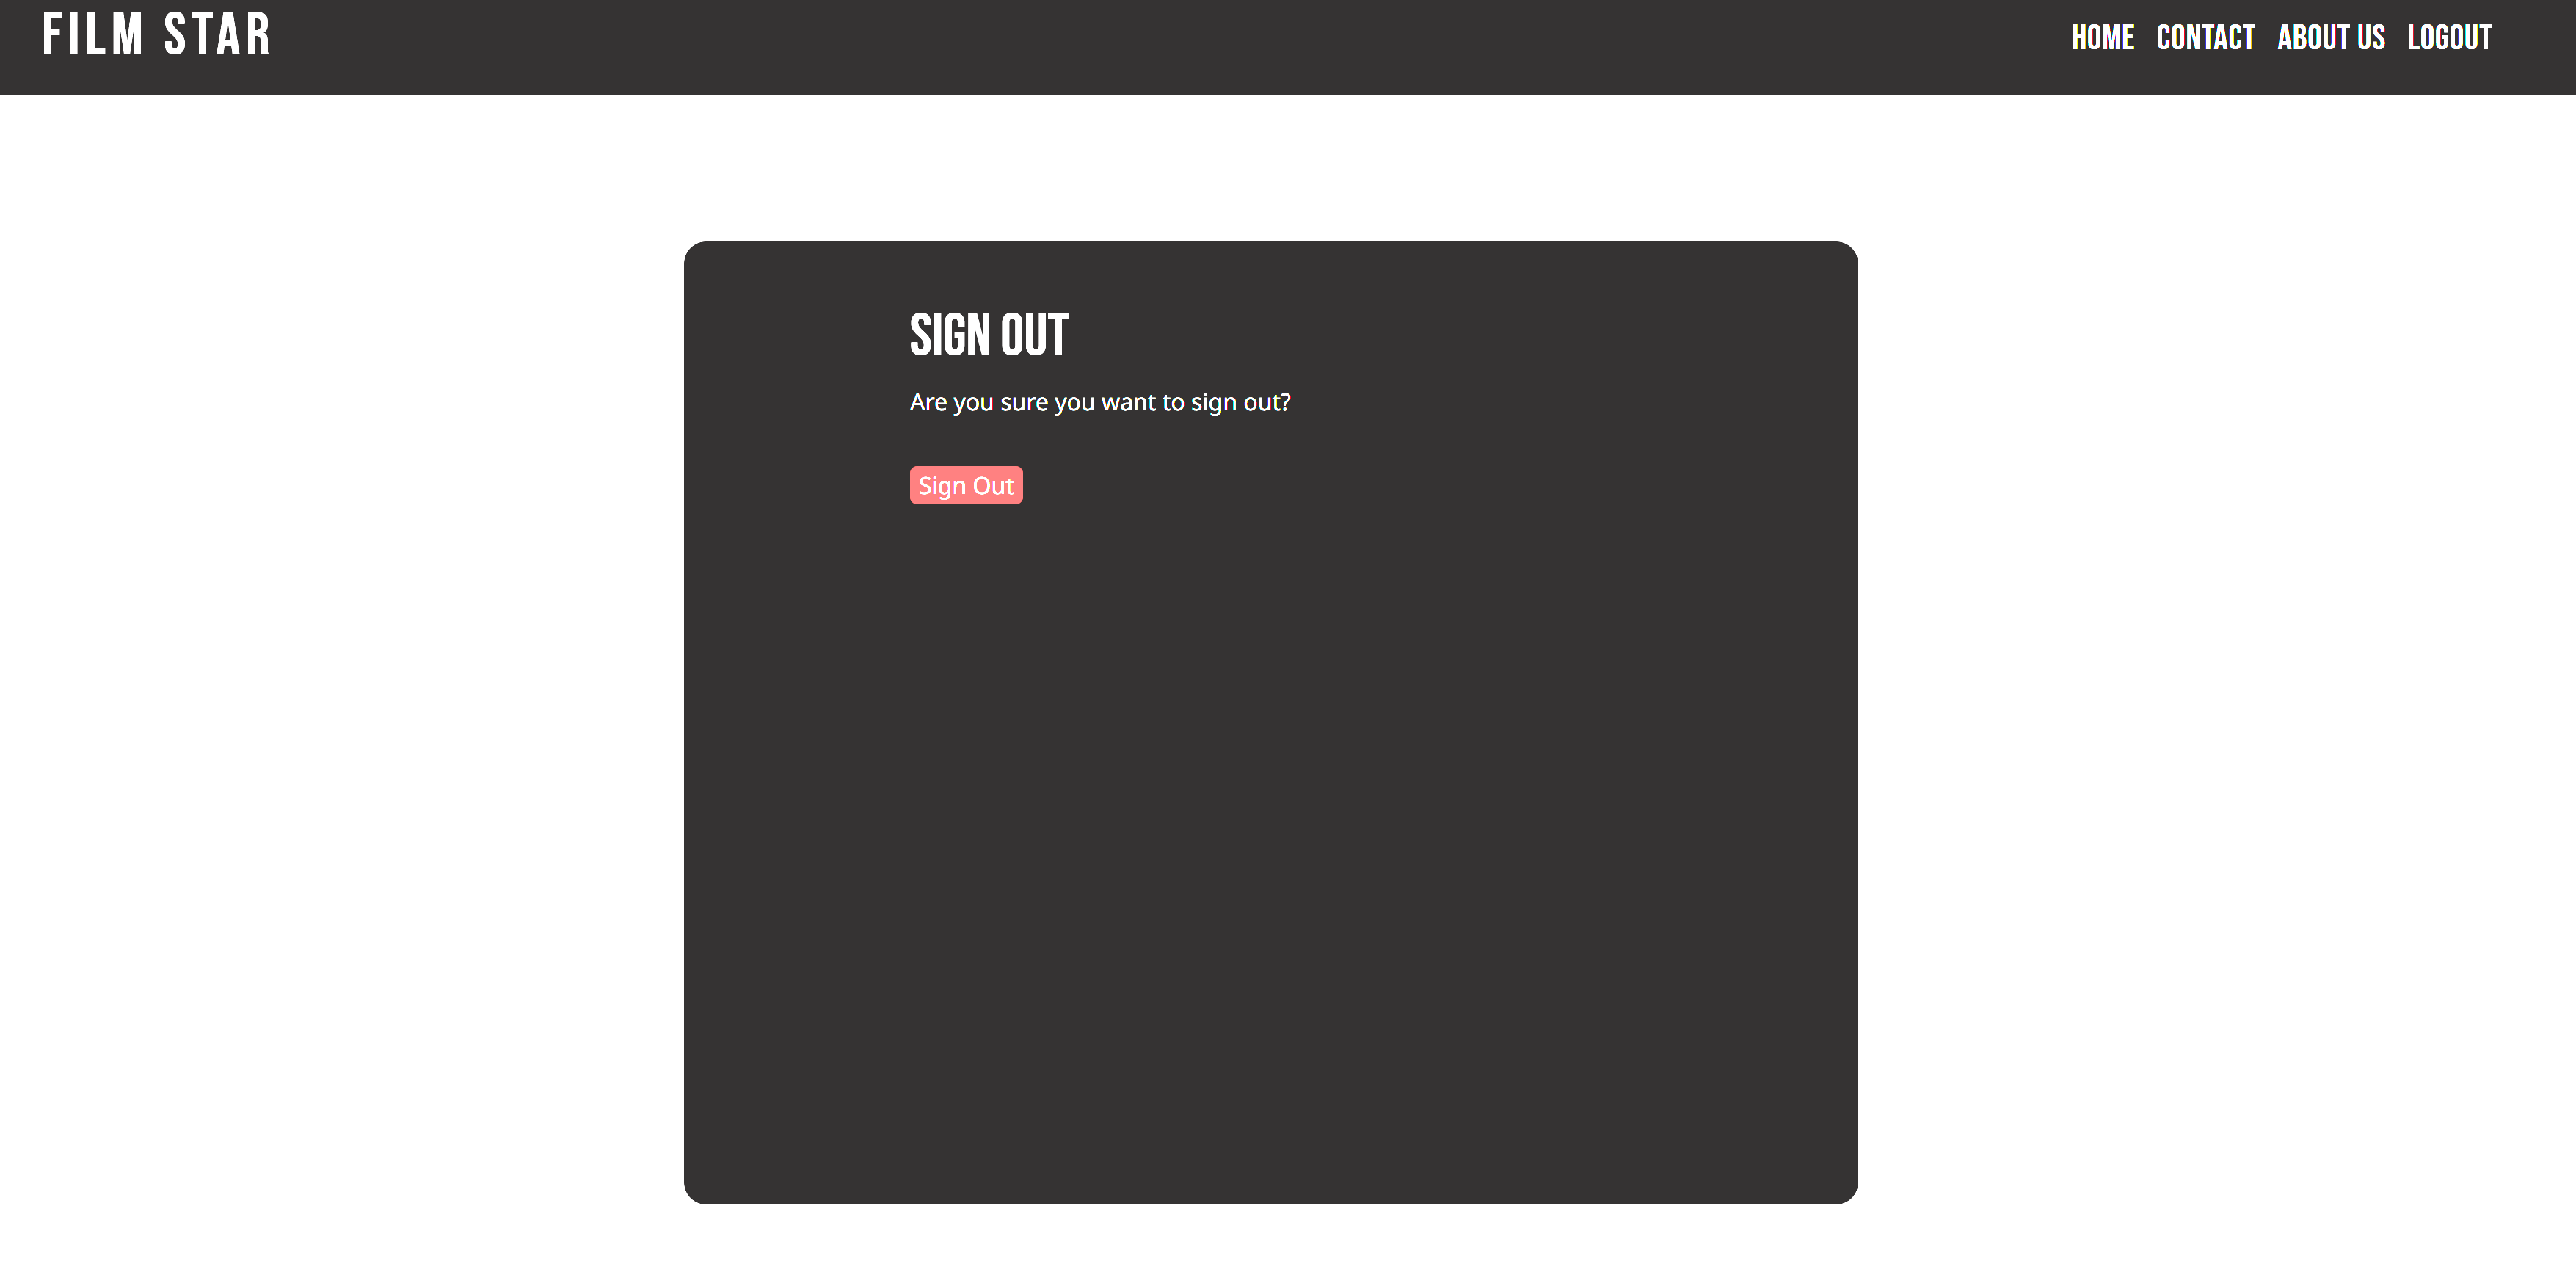 FILM STAR
HOME CONTACT ABOUT US LOGOUT
SIGN OUT
Are you sure you want to sign out?
Sign Out